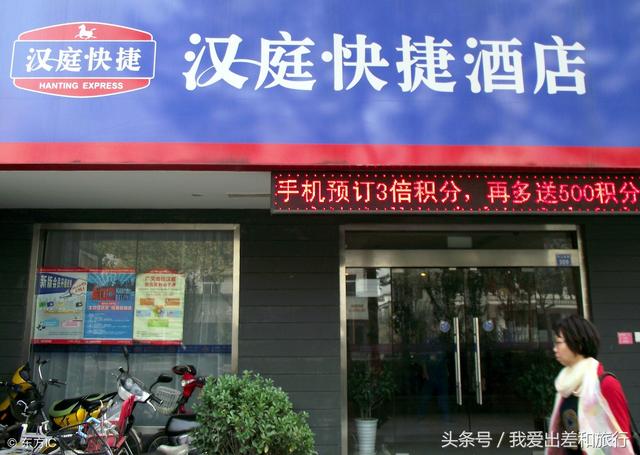 汉庭快捷
HANTING EXPRESS
汉庭快捷酒店
手机预订3倍积分，再多送500积分
309
© 东方IC
头条号／我爱出差和旅行